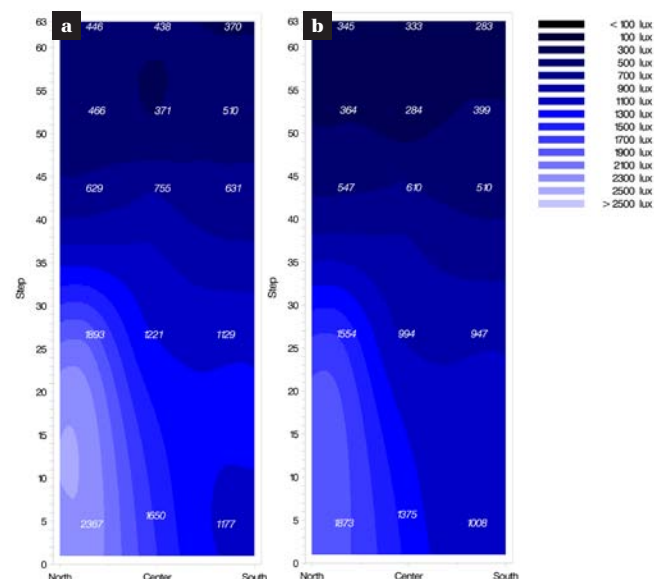 a
446 438 370
466 371 510
629 755 631
1893 1221 1129
2367 1650 1177
b
345 333 283
364 284 399
547 610 510
1554 994 947
1873 1375 1008
63
60
55
50
45
40
35
30
25
20
15
10
5
0
Step
North Center South
63
60
55
50
45
40
35
30
25
20
15
10
5
0
Step
North Center South
< 100 lux
100 lux
300 lux
500 lux
700 lux
900 lux
1100 lux
1300 lux
1500 lux
1700 lux
1900 lux
2100 lux
2300 lux
2500 lux
> 2500 lux